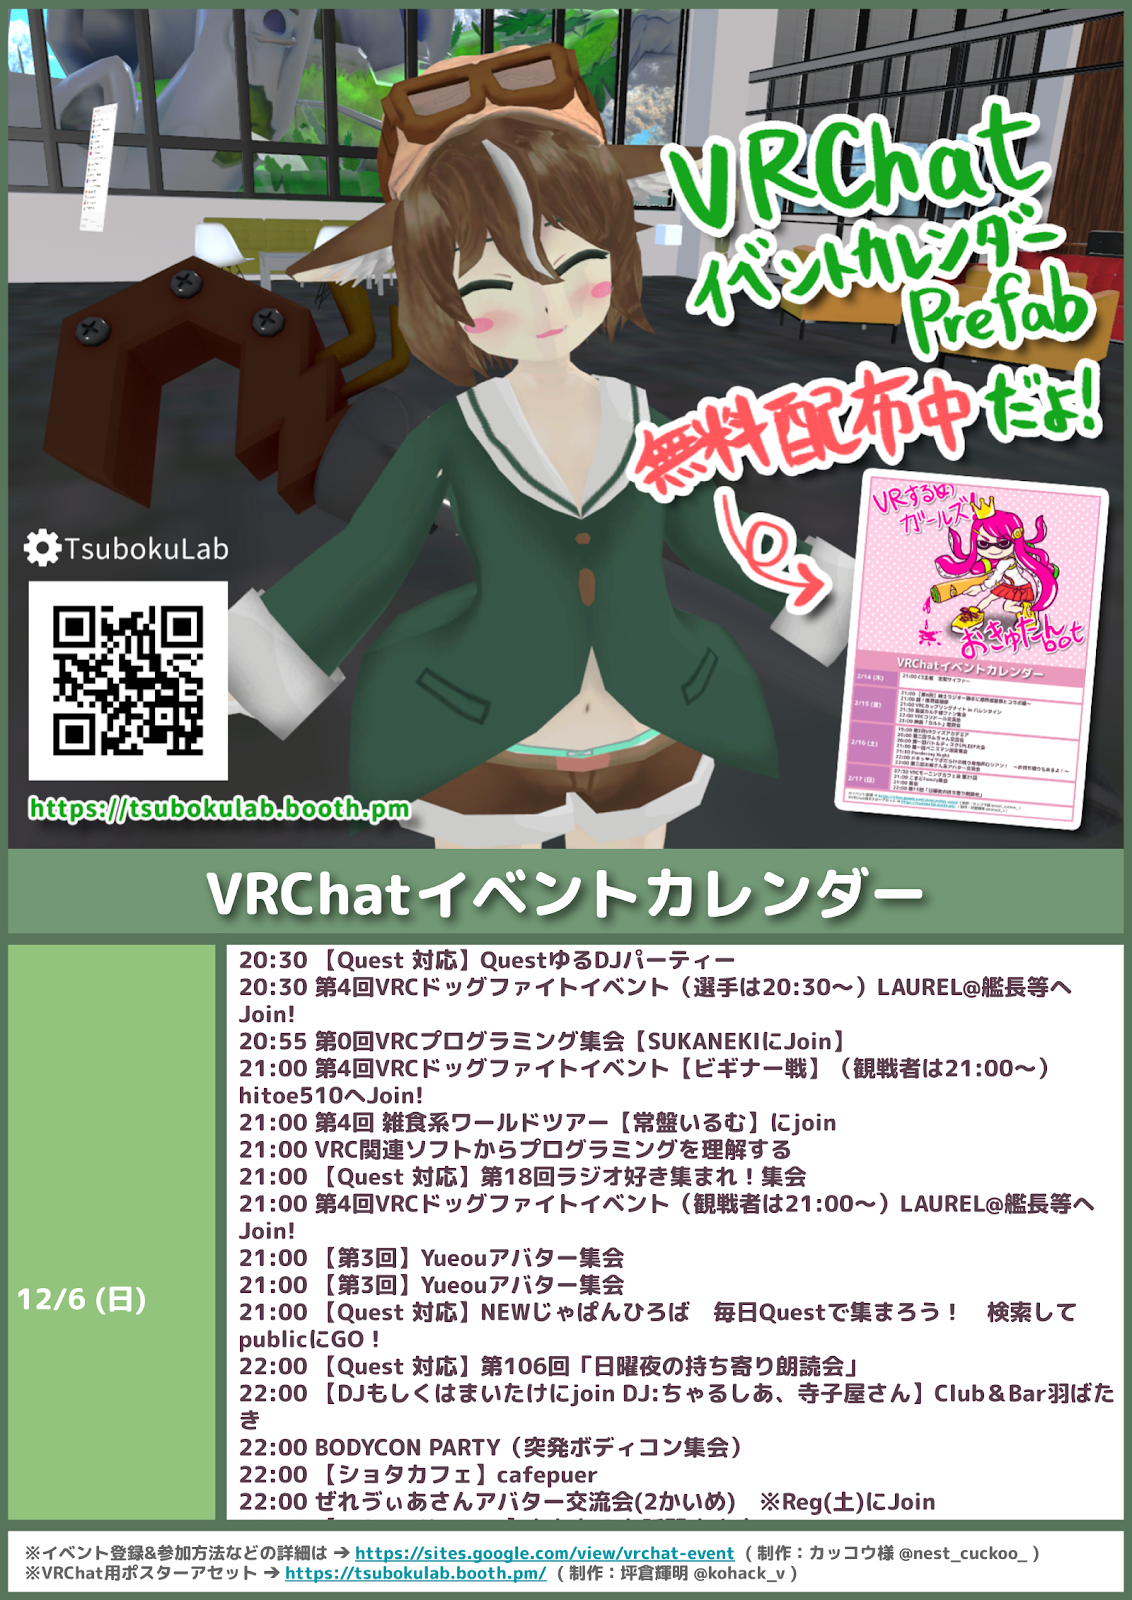 VRChat
イベントカレンダー
Prefab
無料配布中だよ!
VRするめ
ガールズ
おきゅたんbot
VRChatイベントカレンダー
2/14 (木)
2/15 (金)
2/16 (土)
2/17 (日)
TsubokuLab
https://tsubokulab.booth.pm
VRChatイベントカレンダー
12/6 (日)
20:30 【Quest 対応】QuestゆるDJパーティー
20:30 第4回VRCドッグファイトイベント（選手は20:30〜）LAUREL@艦長等へ
Join!
20:55 第0回VRCプログラミング集会【SUKANEKIにJoin】
21:00 第4回VRCドッグファイトイベント【ビギナー戦】（観戦者は21:00〜）
hitoe510へJoin!
21:00 第4回 雑食系ワールドツアー【常盤いるむ】にjoin
21:00 VRC関連ソフトからプログラミングを理解する
21:00 【Quest 対応】第18回ラジオ好き集まれ！集会
21:00 第4回VRCドッグファイトイベント（観戦者は21:00〜）LAUREL@艦長等へ
Join!
21:00 【第3回】Yueouアバター集会
21:00 【第3回】Yueouアバター集会
21:00 【Quest 対応】NEWじゃぱんひろば　毎日Questで集まろう！　検索して
publicにGO！
22:00 【Quest 対応】第106回「日曜夜の持ち寄り朗読会」
22:00 【DJもしくはまいたけにjoin DJ:ちゃるしあ、寺子屋さん】Club＆Bar羽ばた
き
22:00 BODYCON PARTY（突発ボディコン集会）
22:00 【ショタカフェ】cafepuer
22:00 ぜれゔぃあさんアバター交流会(2かいめ)　※Reg(土)にJoin
※イベント登録&参加方法などの詳細は ➔ https://sites.google.com/view/vrchat-event ( 制作：カッコウ様 @nest_cuckoo_ )
※VRChat用ポスターアセット ➔ https://tsubokulab.booth.pm/ ( 制作：坪倉輝明 @kohack_v )